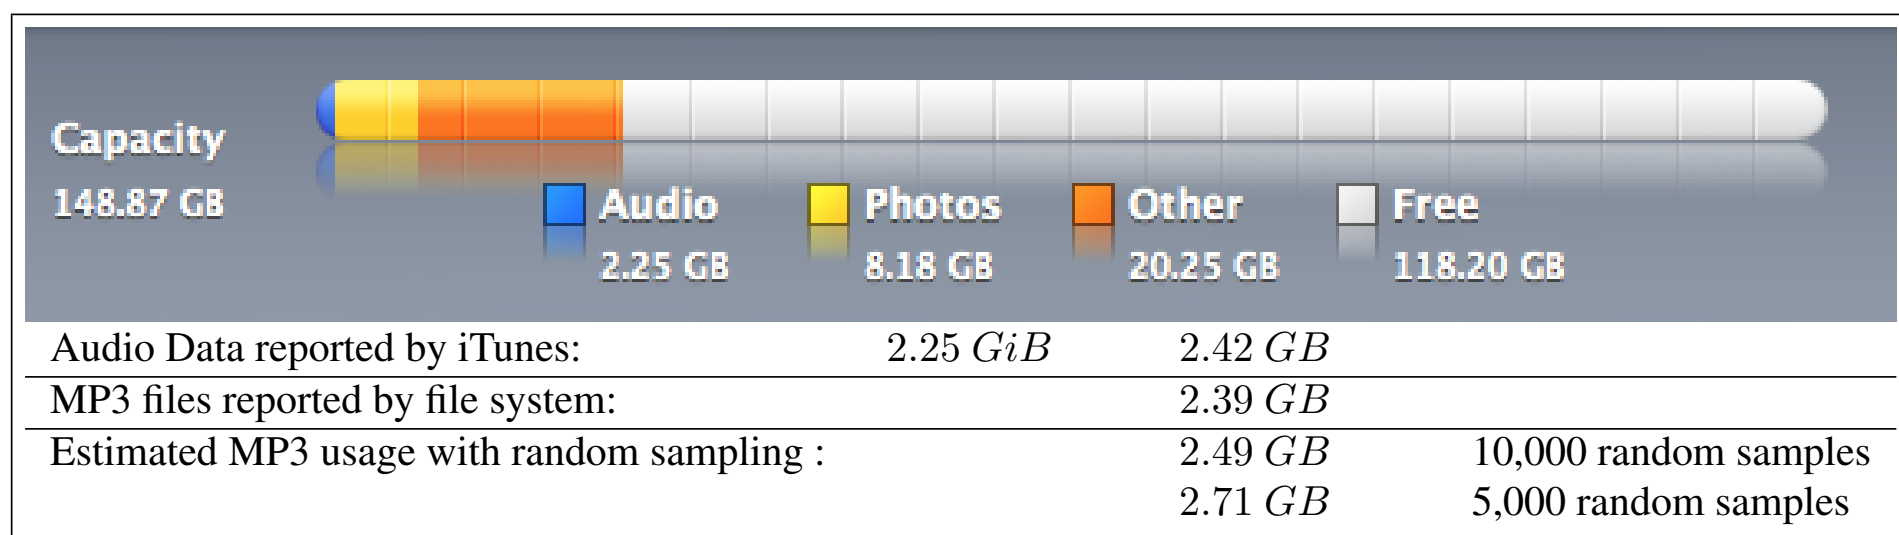 Capacity
148.87 GB
Audio Photos Other Free
2.25 GB 8.18 GB 20.25 GB 118.20 GB
Audio Data reported by iTunes: 2.25 GiB 2.42 GB
MP3 files reported by file system: 2.39 GB
Estimated MP3 usage with random sampling : 2.49 GB 10,000 random samples
2.71 GB 5,000 random samples